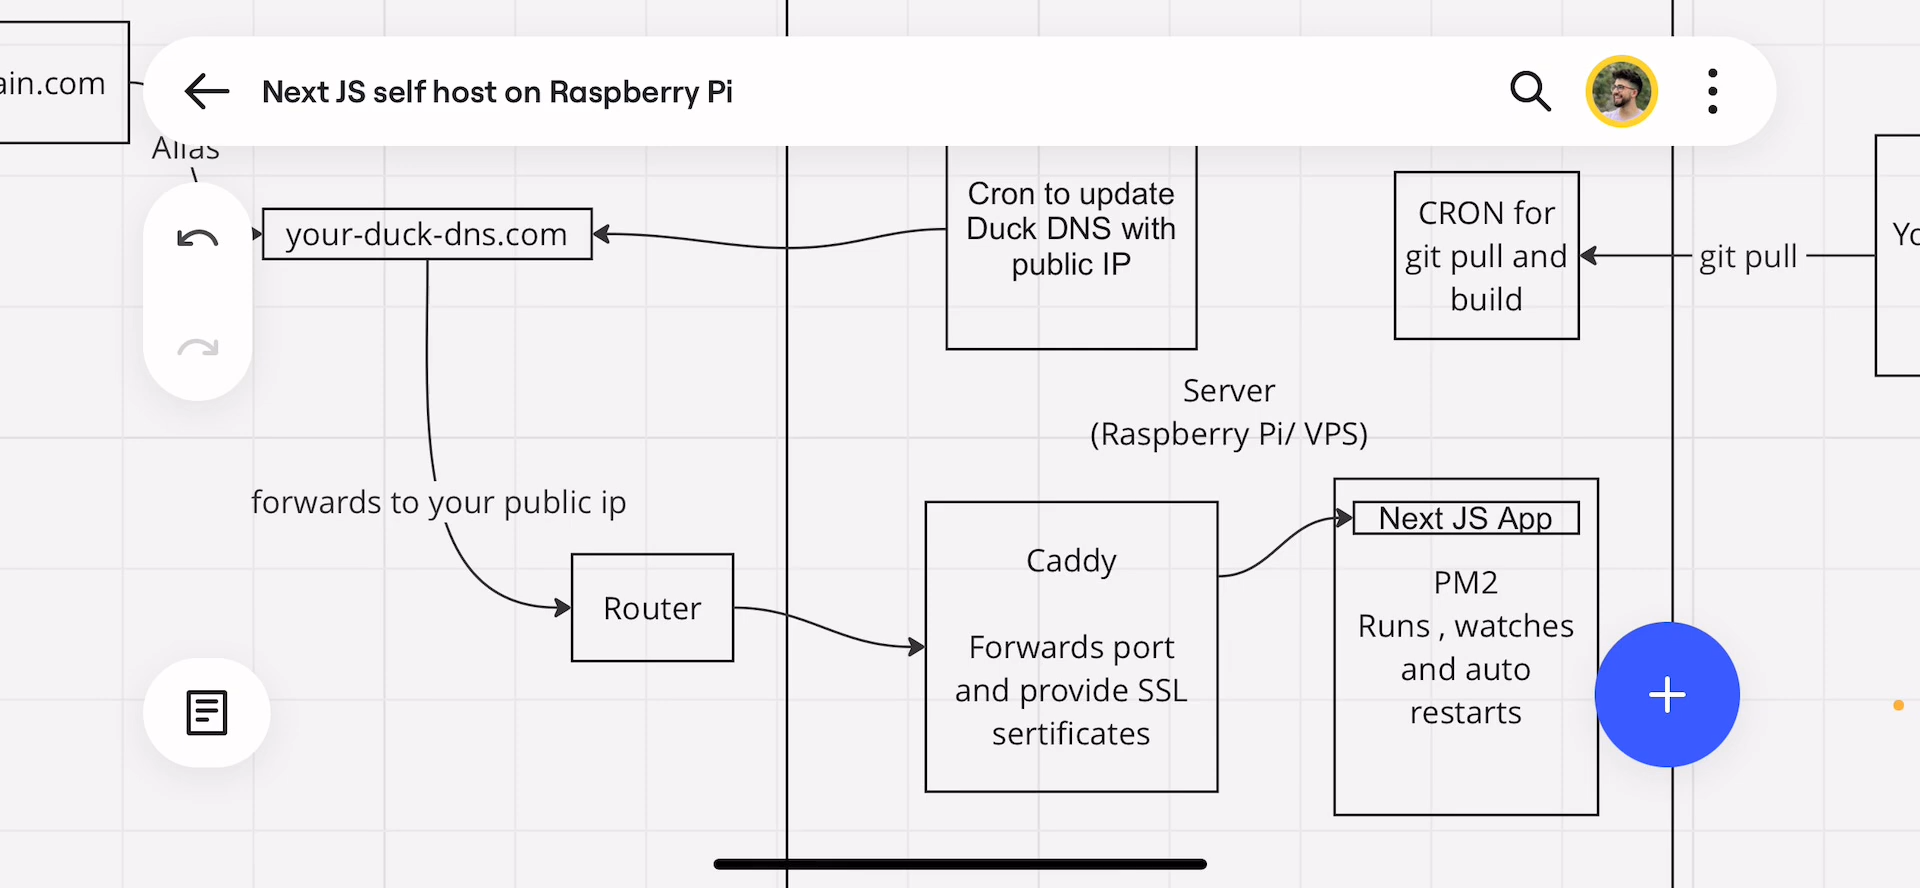 ain.com
Next JS self host on Raspberry Pi
Alias
your-duck-dns.com
Cron to update
Duck DNS with
public IP
CRON for
git pull and
build
git pull
Yo
Server
(Raspberry Pi/ VPS)
forwards to your public ip
Router
Caddy
Forwards port
and provide SSL
sertificates
Next JS App
PM2
Runs , watches
and auto
restarts